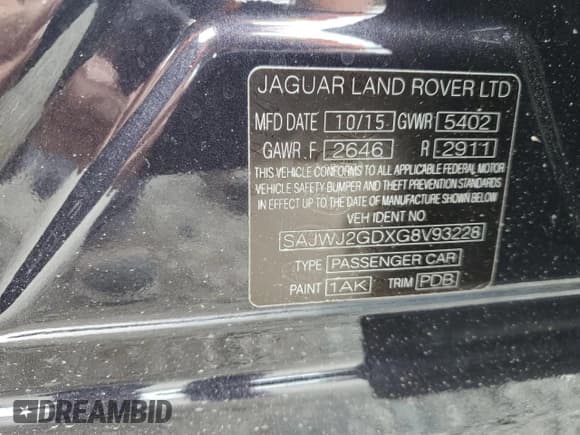 JAGUAR LAND ROVER LTD
MFD DATE 10/15 GVWR 5402
GAWR. F 2646 R 2911
THIS VEHICLE CONFORMS TO ALL APPLICABLE FEDERAL MOTOR
VEHICLE SAFETY-BUMPER AND THEFT PREVENTION STANDARDS
IN EFFECT UP TO THE DATE OF MANUFACTURE SHOWN BELOW
VEH IDENT NO
SAJWJ2GDXG8V93228
TYPE PASSENGER CAR
PAINT 1AK TRIM PDB
DREAMBID